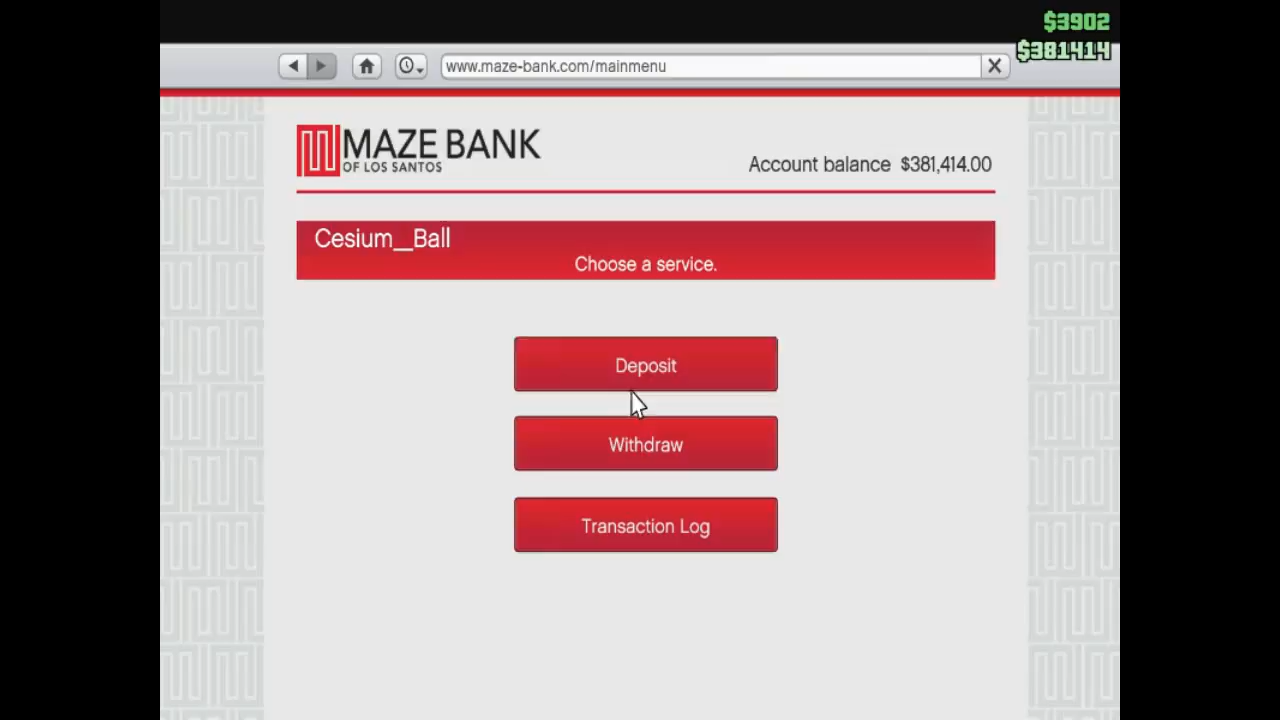 $3902
$381414
www.maze-bank.com/mainmenu
MAZE BANK
OF LOS SANTOS
Account balance $381,414.00
Cesium__Ball
Choose a service.
Deposit
Withdraw
Transaction Log